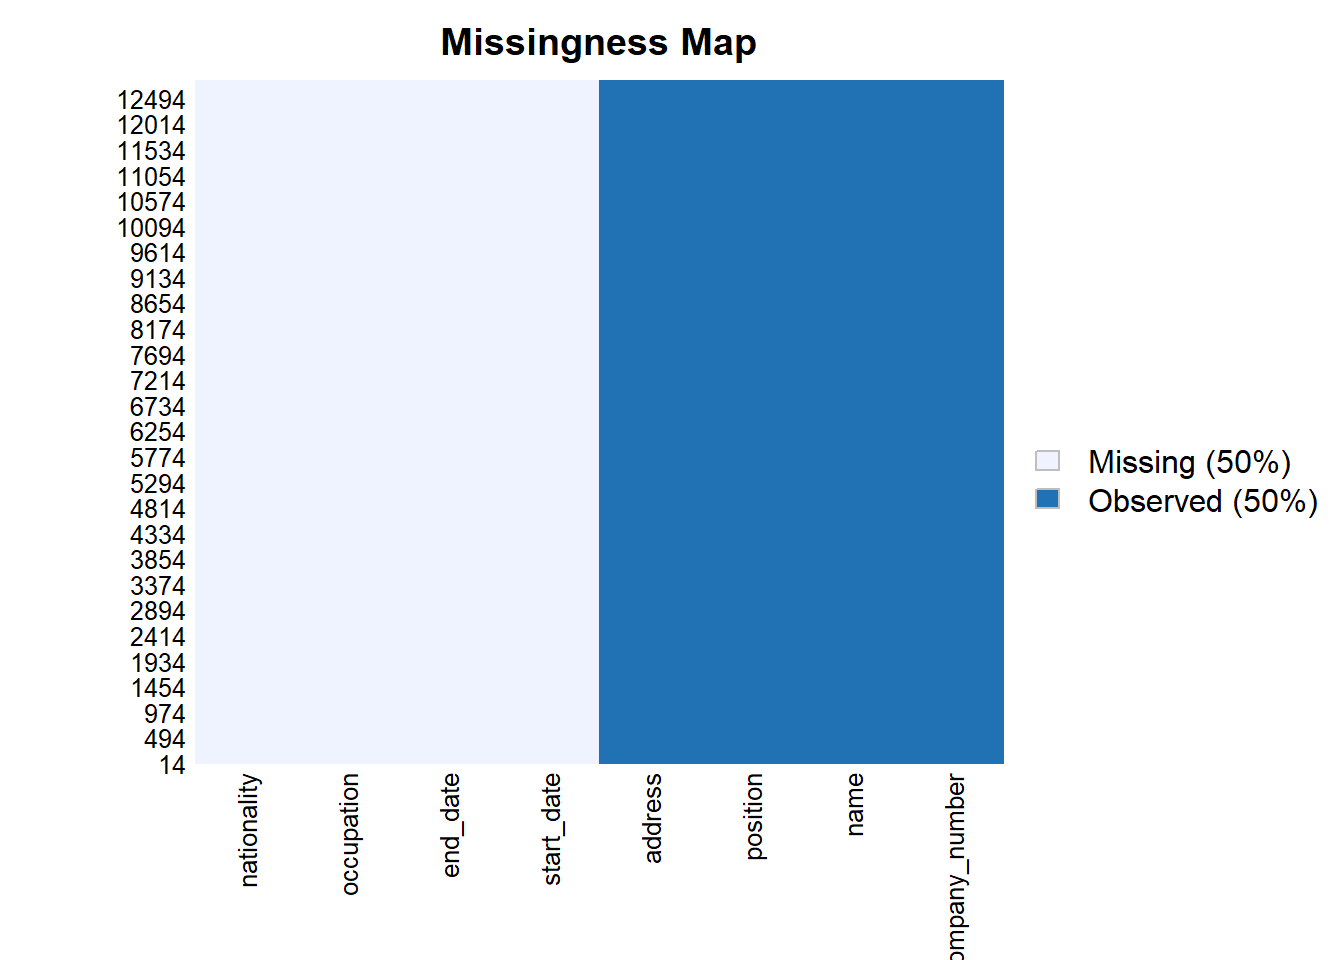 Missingness Map
12494
12014
11534
11054
10574
10094
9614
9134
8654
8174
7694
7214
6734
6254
5774
5294
4814
4334
3854
3374
2894
2414
1934
1454
974
494
14
Missing (50%)
Observed (50%)
nationality
occupation
end_date
start_date
address
position
name
ompany_number